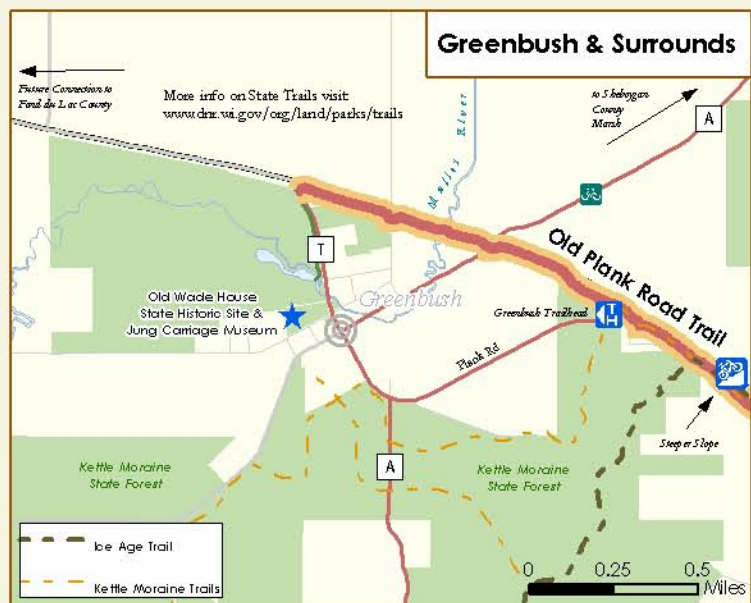 Greenbush & Surrounds
Future Connection to
Fond du Lac County
More info on State Trails visit:
www.dnr.wi.gov/org/land/parks/trails
to Sheboygan
County
Marsh
A
Mullet River
T
Old Plank Road Trail
Old Wade House
State Historic Site &
Jung Carriage Museum
Greenbush
Greenbush Trailhead
T
H
Plank Rd
Steeper Slope
A
Kettle Moraine
State Forest
Kettle Moraine
State Forest
Ice Age Trail
Kettle Moraine Trails
0 0.25 0.5
Miles